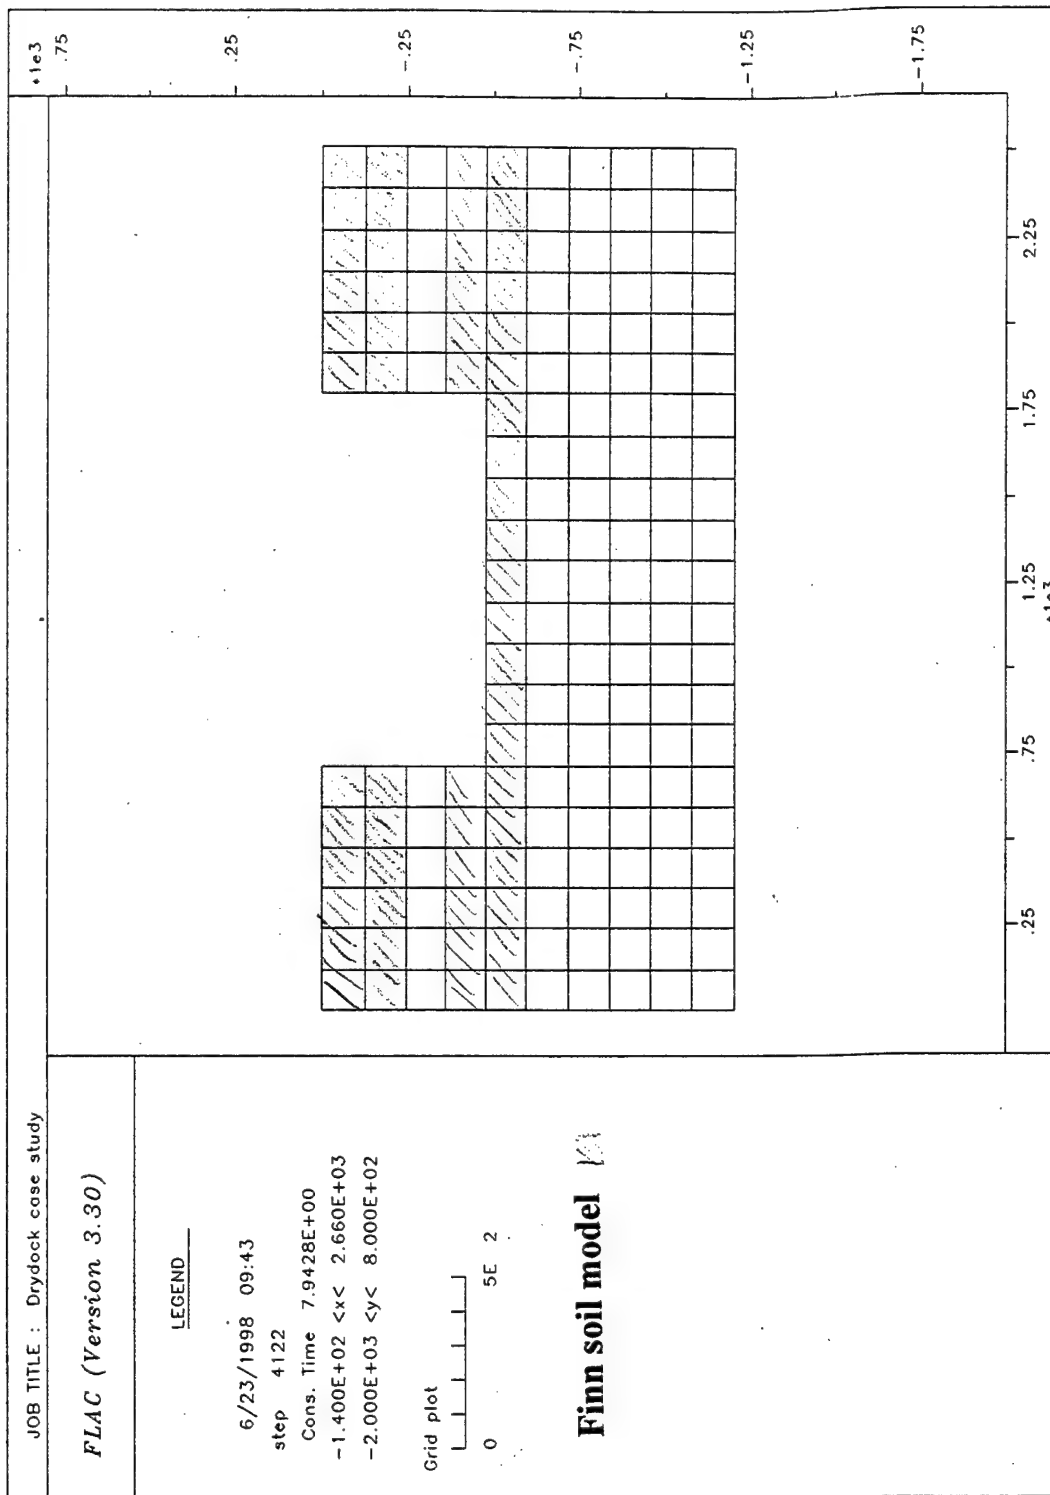 JOB TITLE : Drydock case study
FLAC (Version 3.30)
LEGEND
6/23/1998 09:43
step 4122
Cons. Time 7.9428E+00
-1.400E+02 <x< 2.660E+03
-2.000E+03 <y< 8.000E+02
Grid plot
0 5E 2
Finn soil model
*1e3
.75
.25
-.25
-.75
-1.25
-1.75
.25 .75 1.25 1.75 2.25
*1e3